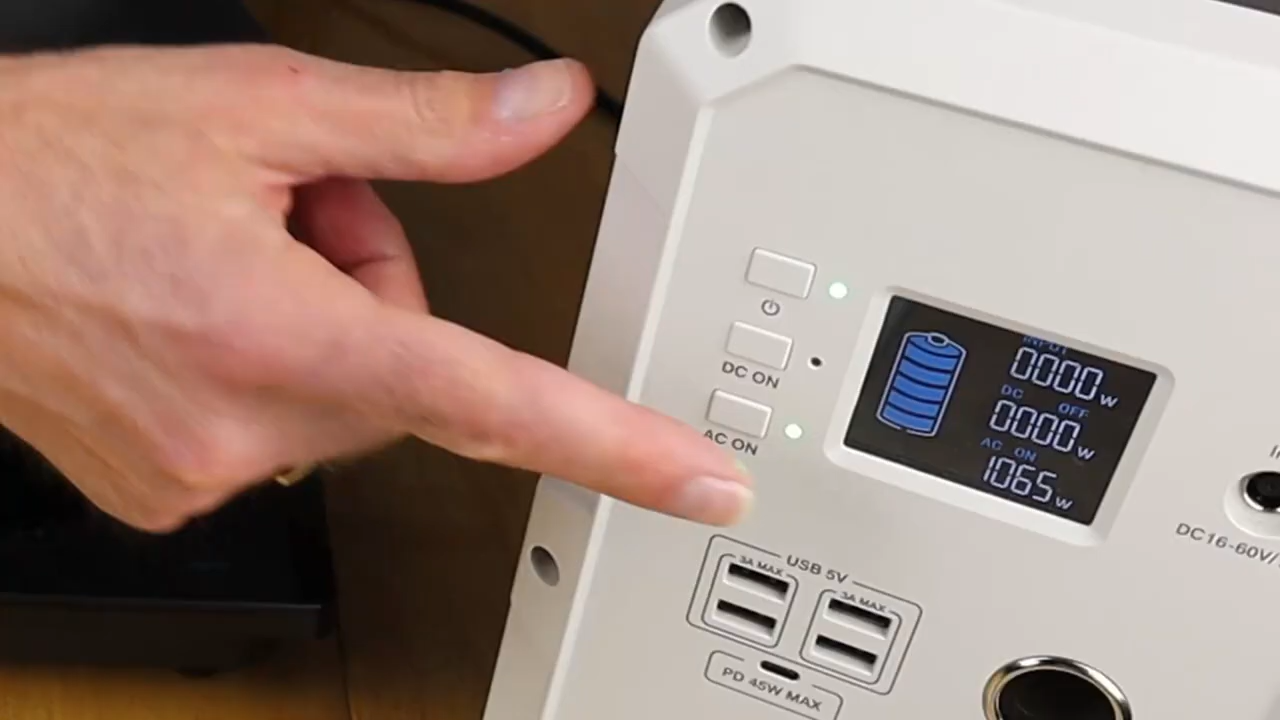 INPUT
0000W
DC OFF
0000W
AC ON
1065W
DC ON
AC ON
DC16-60V/
USB 5V
3A MAX
3A MAX
PD 45W MAX